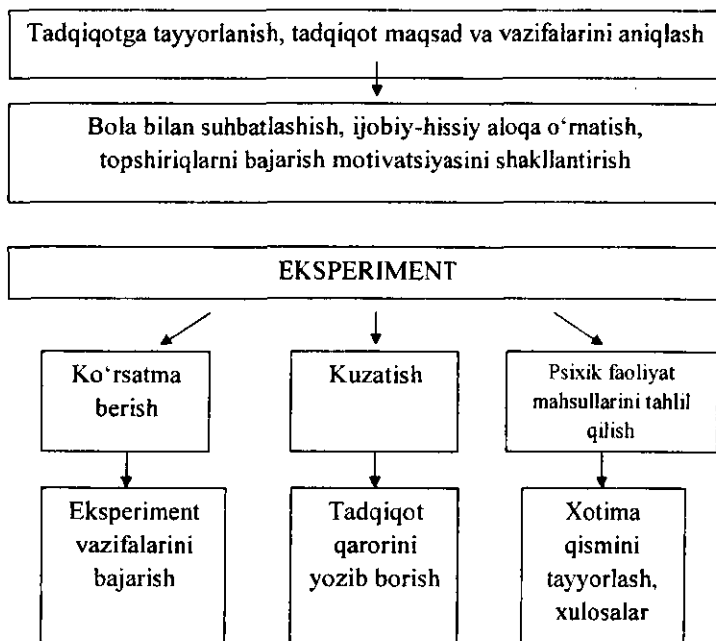 Tadqiqotga tayyorlanish, tadqiqot maqsad va vazifalarini aniqlash
Bola bilan suhbatlashish, ijobiy-hissiy aloqa o‘rnatish,
topshiriqlarni bajarish motivatsiyasini shakllantirish
EKSPERIMENT
Ko‘rsatma
berish
Kuzatish
Psixik faoliyat
mahsullarini tahlil
qilish
Eksperiment
vazifalarini
bajarish
Tadqiqot
qarorini
yozib borish
Xotima
qismini
tayyorlash,
xulosalar